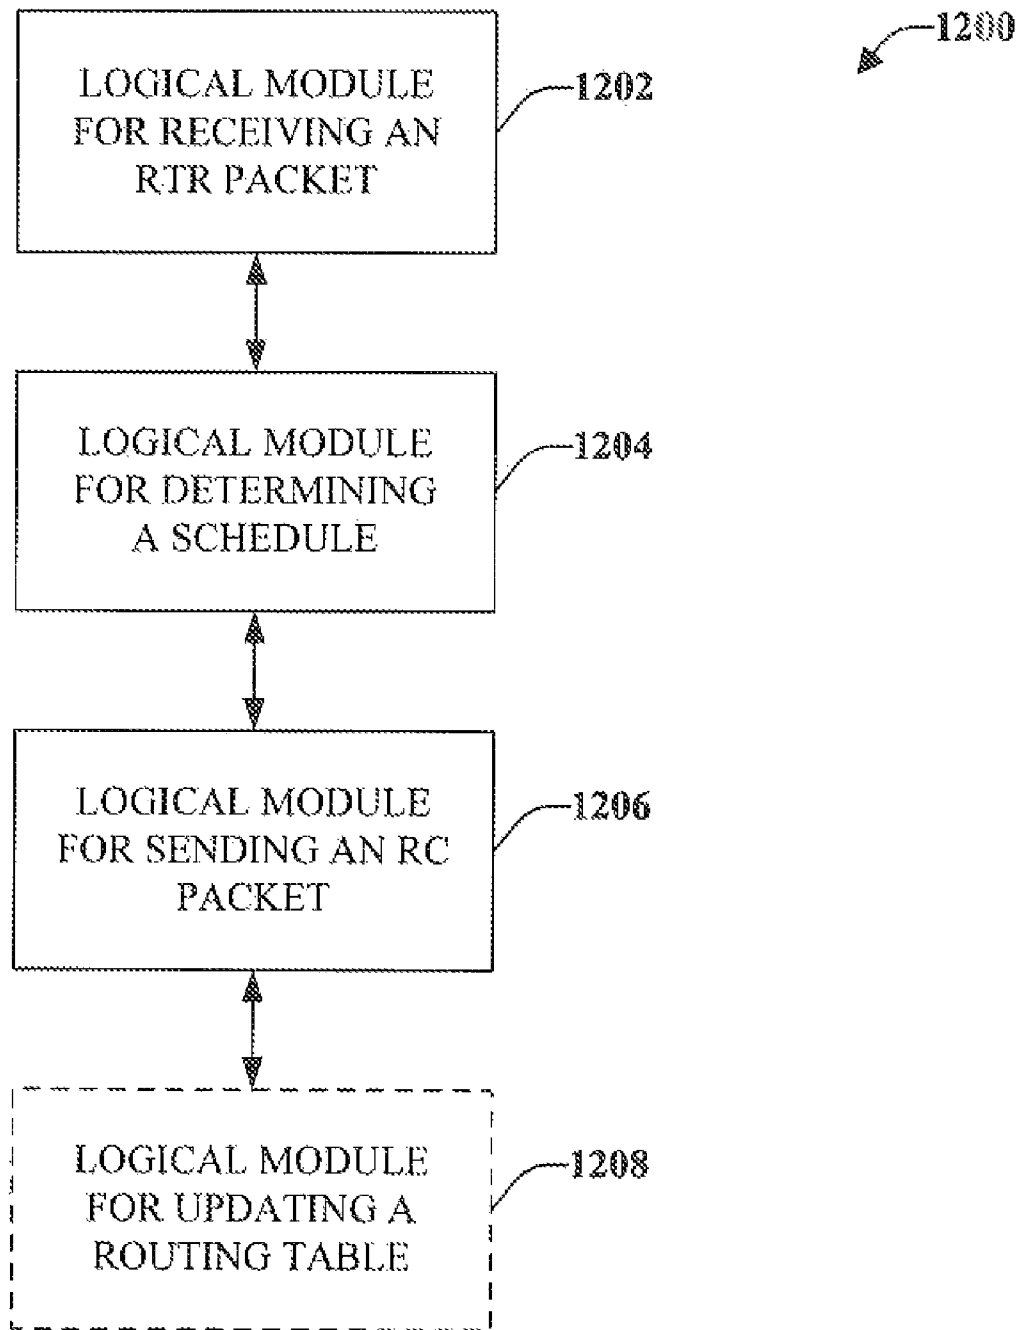 1200
LOGICAL MODULE
FOR RECEIVING AN
RTR PACKET
1202
LOGICAL MODULE
FOR DETERMINING
A SCHEDULE
1204
LOGICAL MODULE
FOR SENDING AN RC
PACKET
1206
LOGICAL MODULE
FOR UPDATING A
ROUTING TABLE
1208